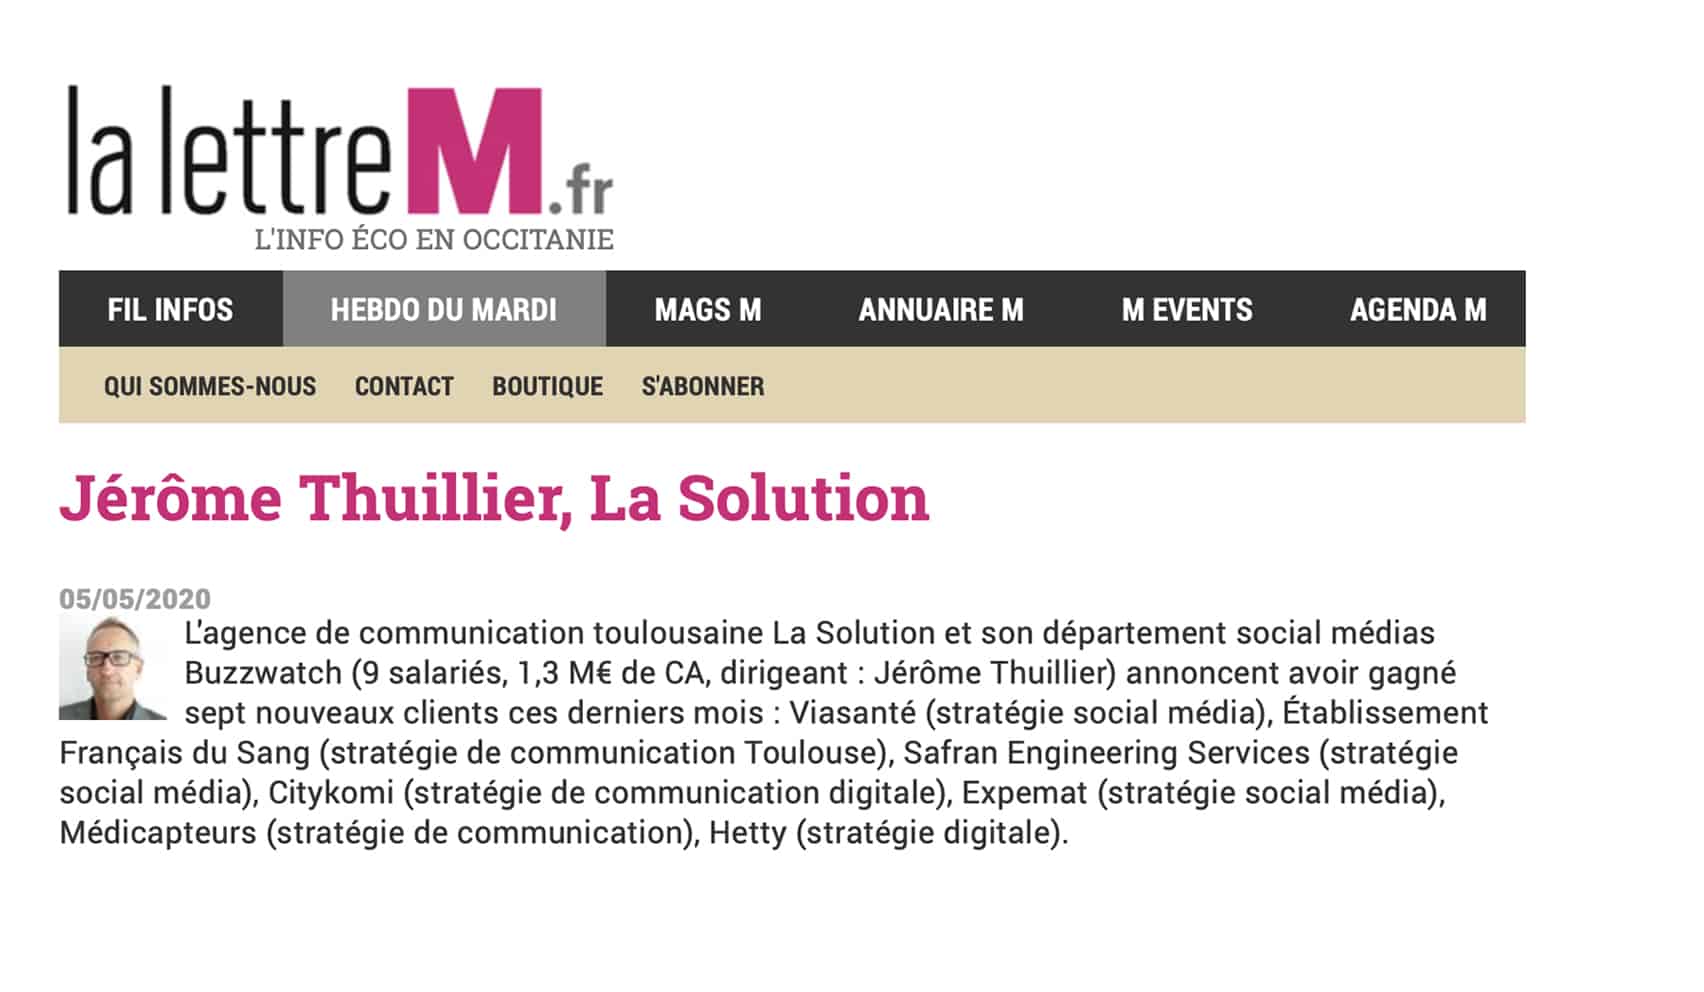 la lettreM.fr
L'INFO ÉCO EN OCCITANIE
FIL INFOS HEBDO DU MARDI MAGS M ANNUAIRE M M EVENTS AGENDA M
QUI SOMMES-NOUS CONTACT BOUTIQUE S'ABONNER
Jérôme Thuillier, La Solution
05/05/2020
L'agence de communication toulousaine La Solution et son département social médias
Buzzwatch (9 salariés, 1,3 M€ de CA, dirigeant : Jérôme Thuillier) annoncent avoir gagné
sept nouveaux clients ces derniers mois : Viasanté (stratégie social média), Établissement
Français du Sang (stratégie de communication Toulouse), Safran Engineering Services (stratégie
social média), Citykomi (stratégie de communication digitale), Expemat (stratégie social média),
Médicapteurs (stratégie de communication), Hetty (stratégie digitale).